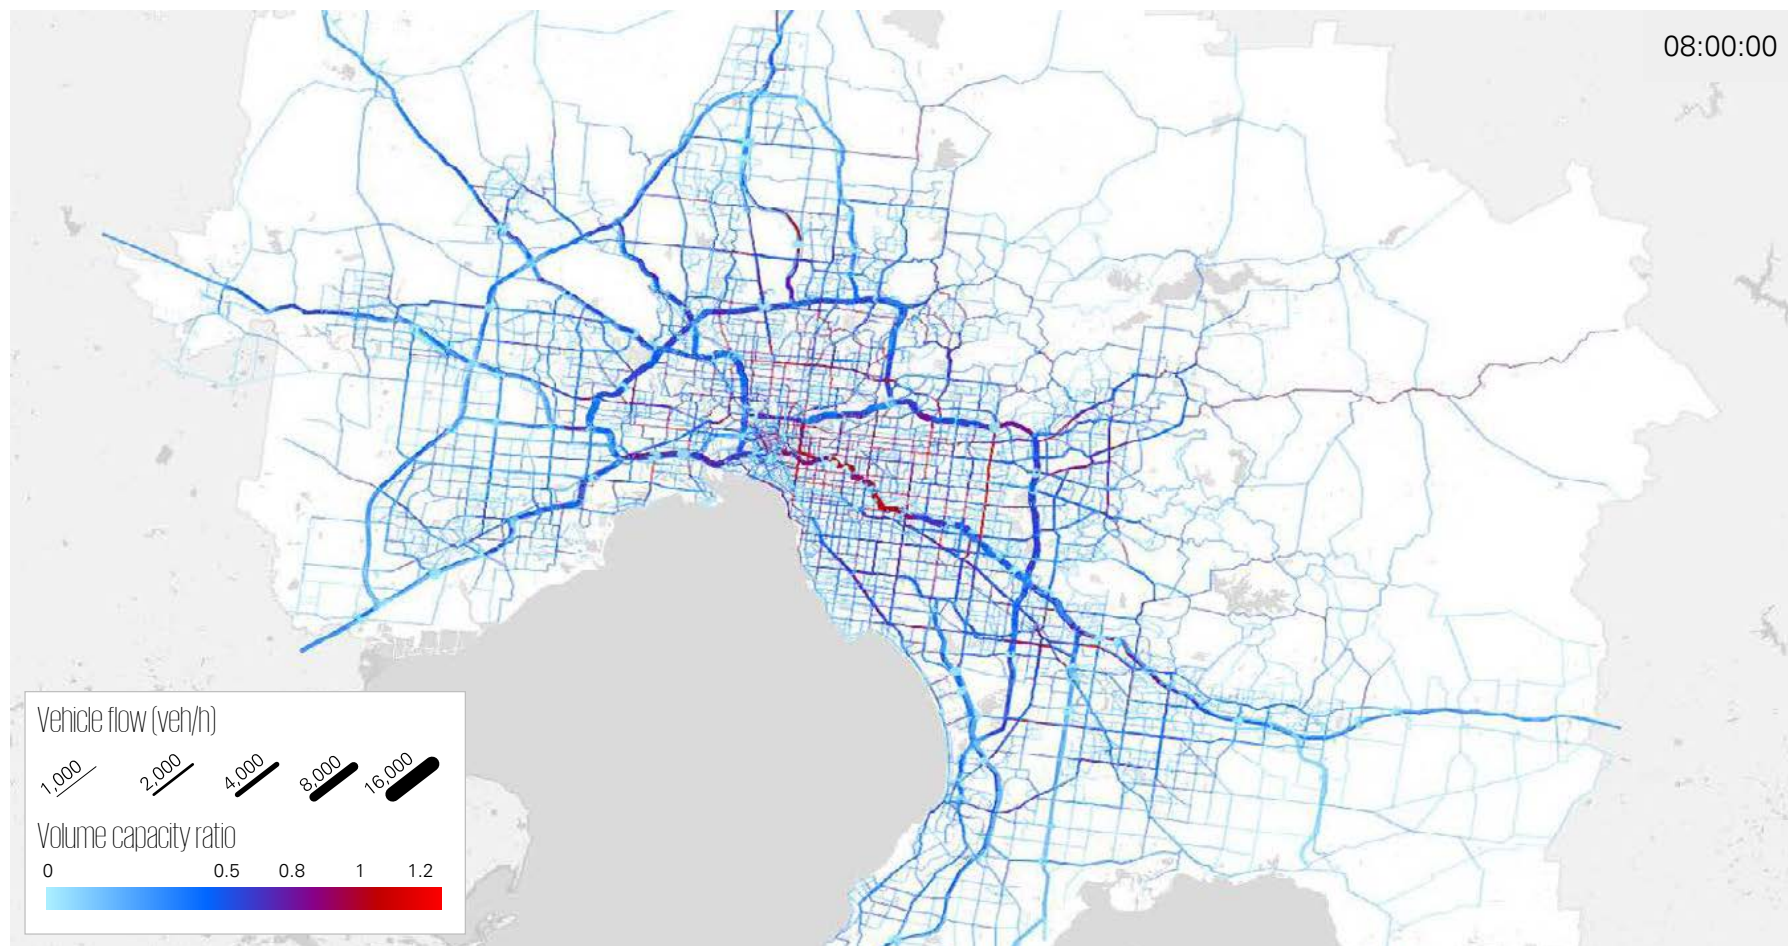 08:00:00
Vehicle flow (veh/h)
1,000 2,000 4,000 8,000 16,000
Volume capacity ratio
0 0.5 0.8 1 1.2